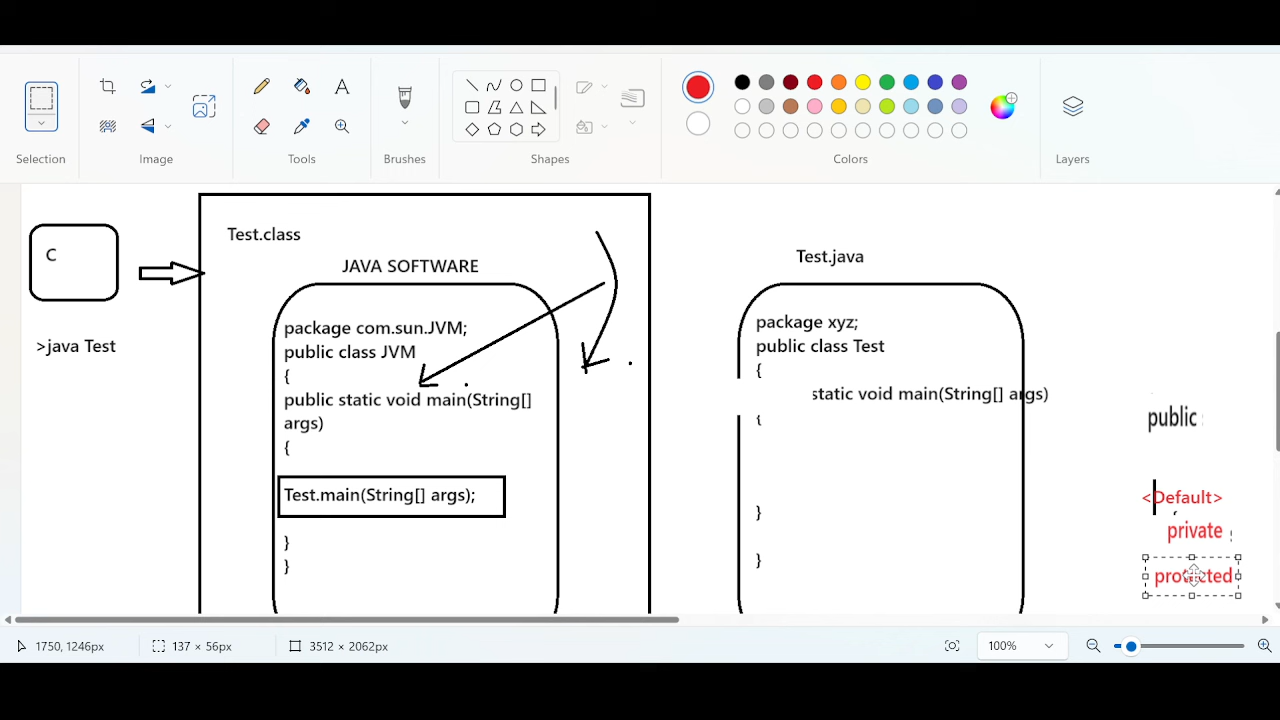 Selection
Image
Tools
Brushes
Shapes
Colors
Layers
A
C
>java Test
Test.class
JAVA SOFTWARE
package com.sun.JVM;
public class JVM
{
public static void main(String[]
args)
{
Test.main(String[] args);
}
}
Test.java
package xyz;
public class Test
{
static void main(String[] args)
{
}
}
public
<Default>
private
protected
1750, 1246px
137 × 56px
3512 × 2062px
100%